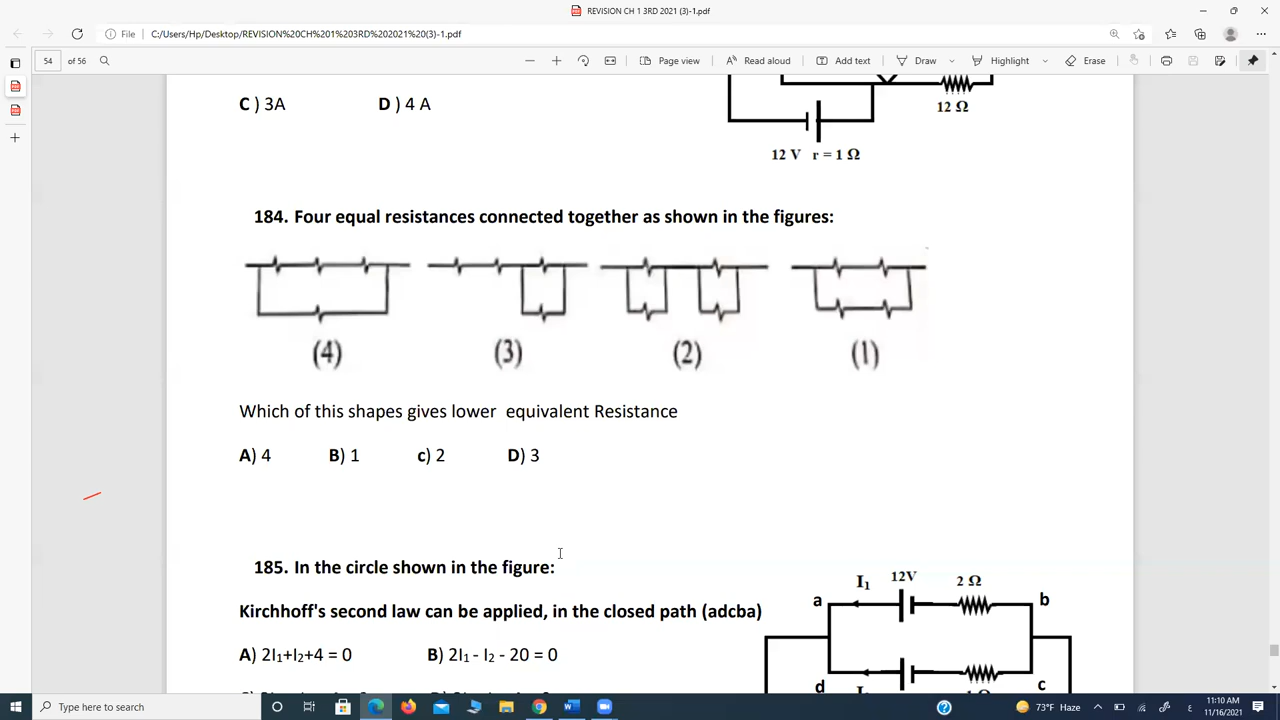 REVISION CH 1 3RD 2021 (3)-1.pdf
File
C:/Users/Hp/Desktop/REVISION%20CH%201%203RD%202021%20(3)-1.pdf
54 of 56
Page view
Read aloud
Add text
Draw
Highlight
Erase
C ) 3A D ) 4 A
12 Ω
12 V r = 1 Ω
184. Four equal resistances connected together as shown in the figures:
(4) (3) (2) (1)
Which of this shapes gives lower equivalent Resistance
A) 4 B) 1 c) 2 D) 3
185. In the circle shown in the figure:
I₁ 12V 2 Ω
a b
Kirchhoff's second law can be applied, in the closed path (adcba)
A) 2I₁+I₂+4 = 0 B) 2I₁ - I₂ - 20 = 0
d c
Type here to search
73°F Haze
11:10 AM
11/16/2021